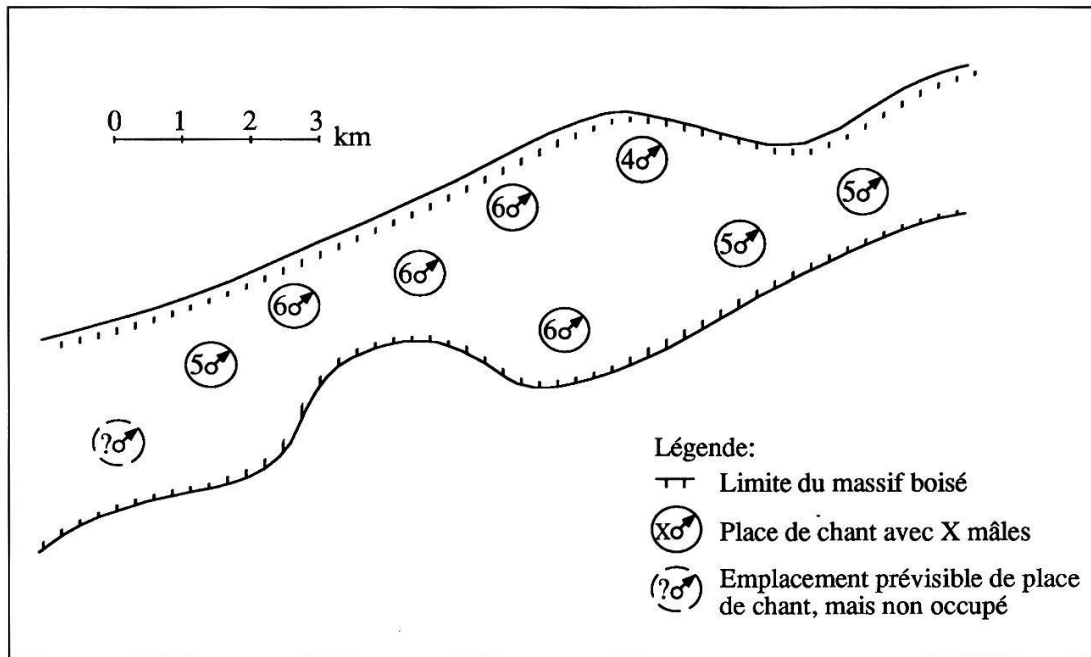 0 1 2 3 km
4♂
5♂
6♂
5♂
6♂
6♂
6♂
5♂
?♂
Légende:
Limite du massif boisé
X♂ Place de chant avec X mâles
?♂ Emplacement prévisible de place
de chant, mais non occupé